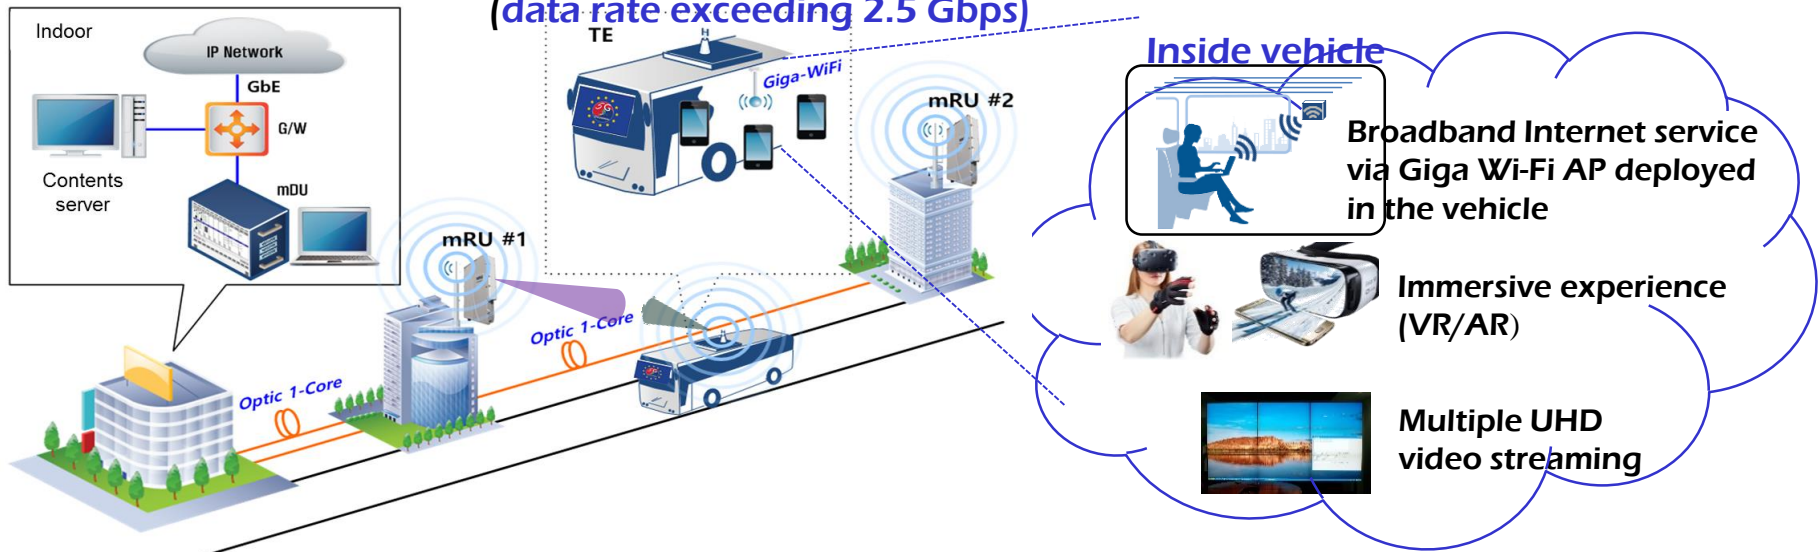 (data rate exceeding 2.5 Gbps)
Indoor
IP Network
GbE
G/W
Contents
server
mDU
TE
H
Giga-WiFi
mRU #2
mRU #1
Optic 1-Core
Optic 1-Core
Inside vehicle
Broadband Internet service
via Giga Wi-Fi AP deployed
in the vehicle
Immersive experience
(VR/AR)
Multiple UHD
video streaming